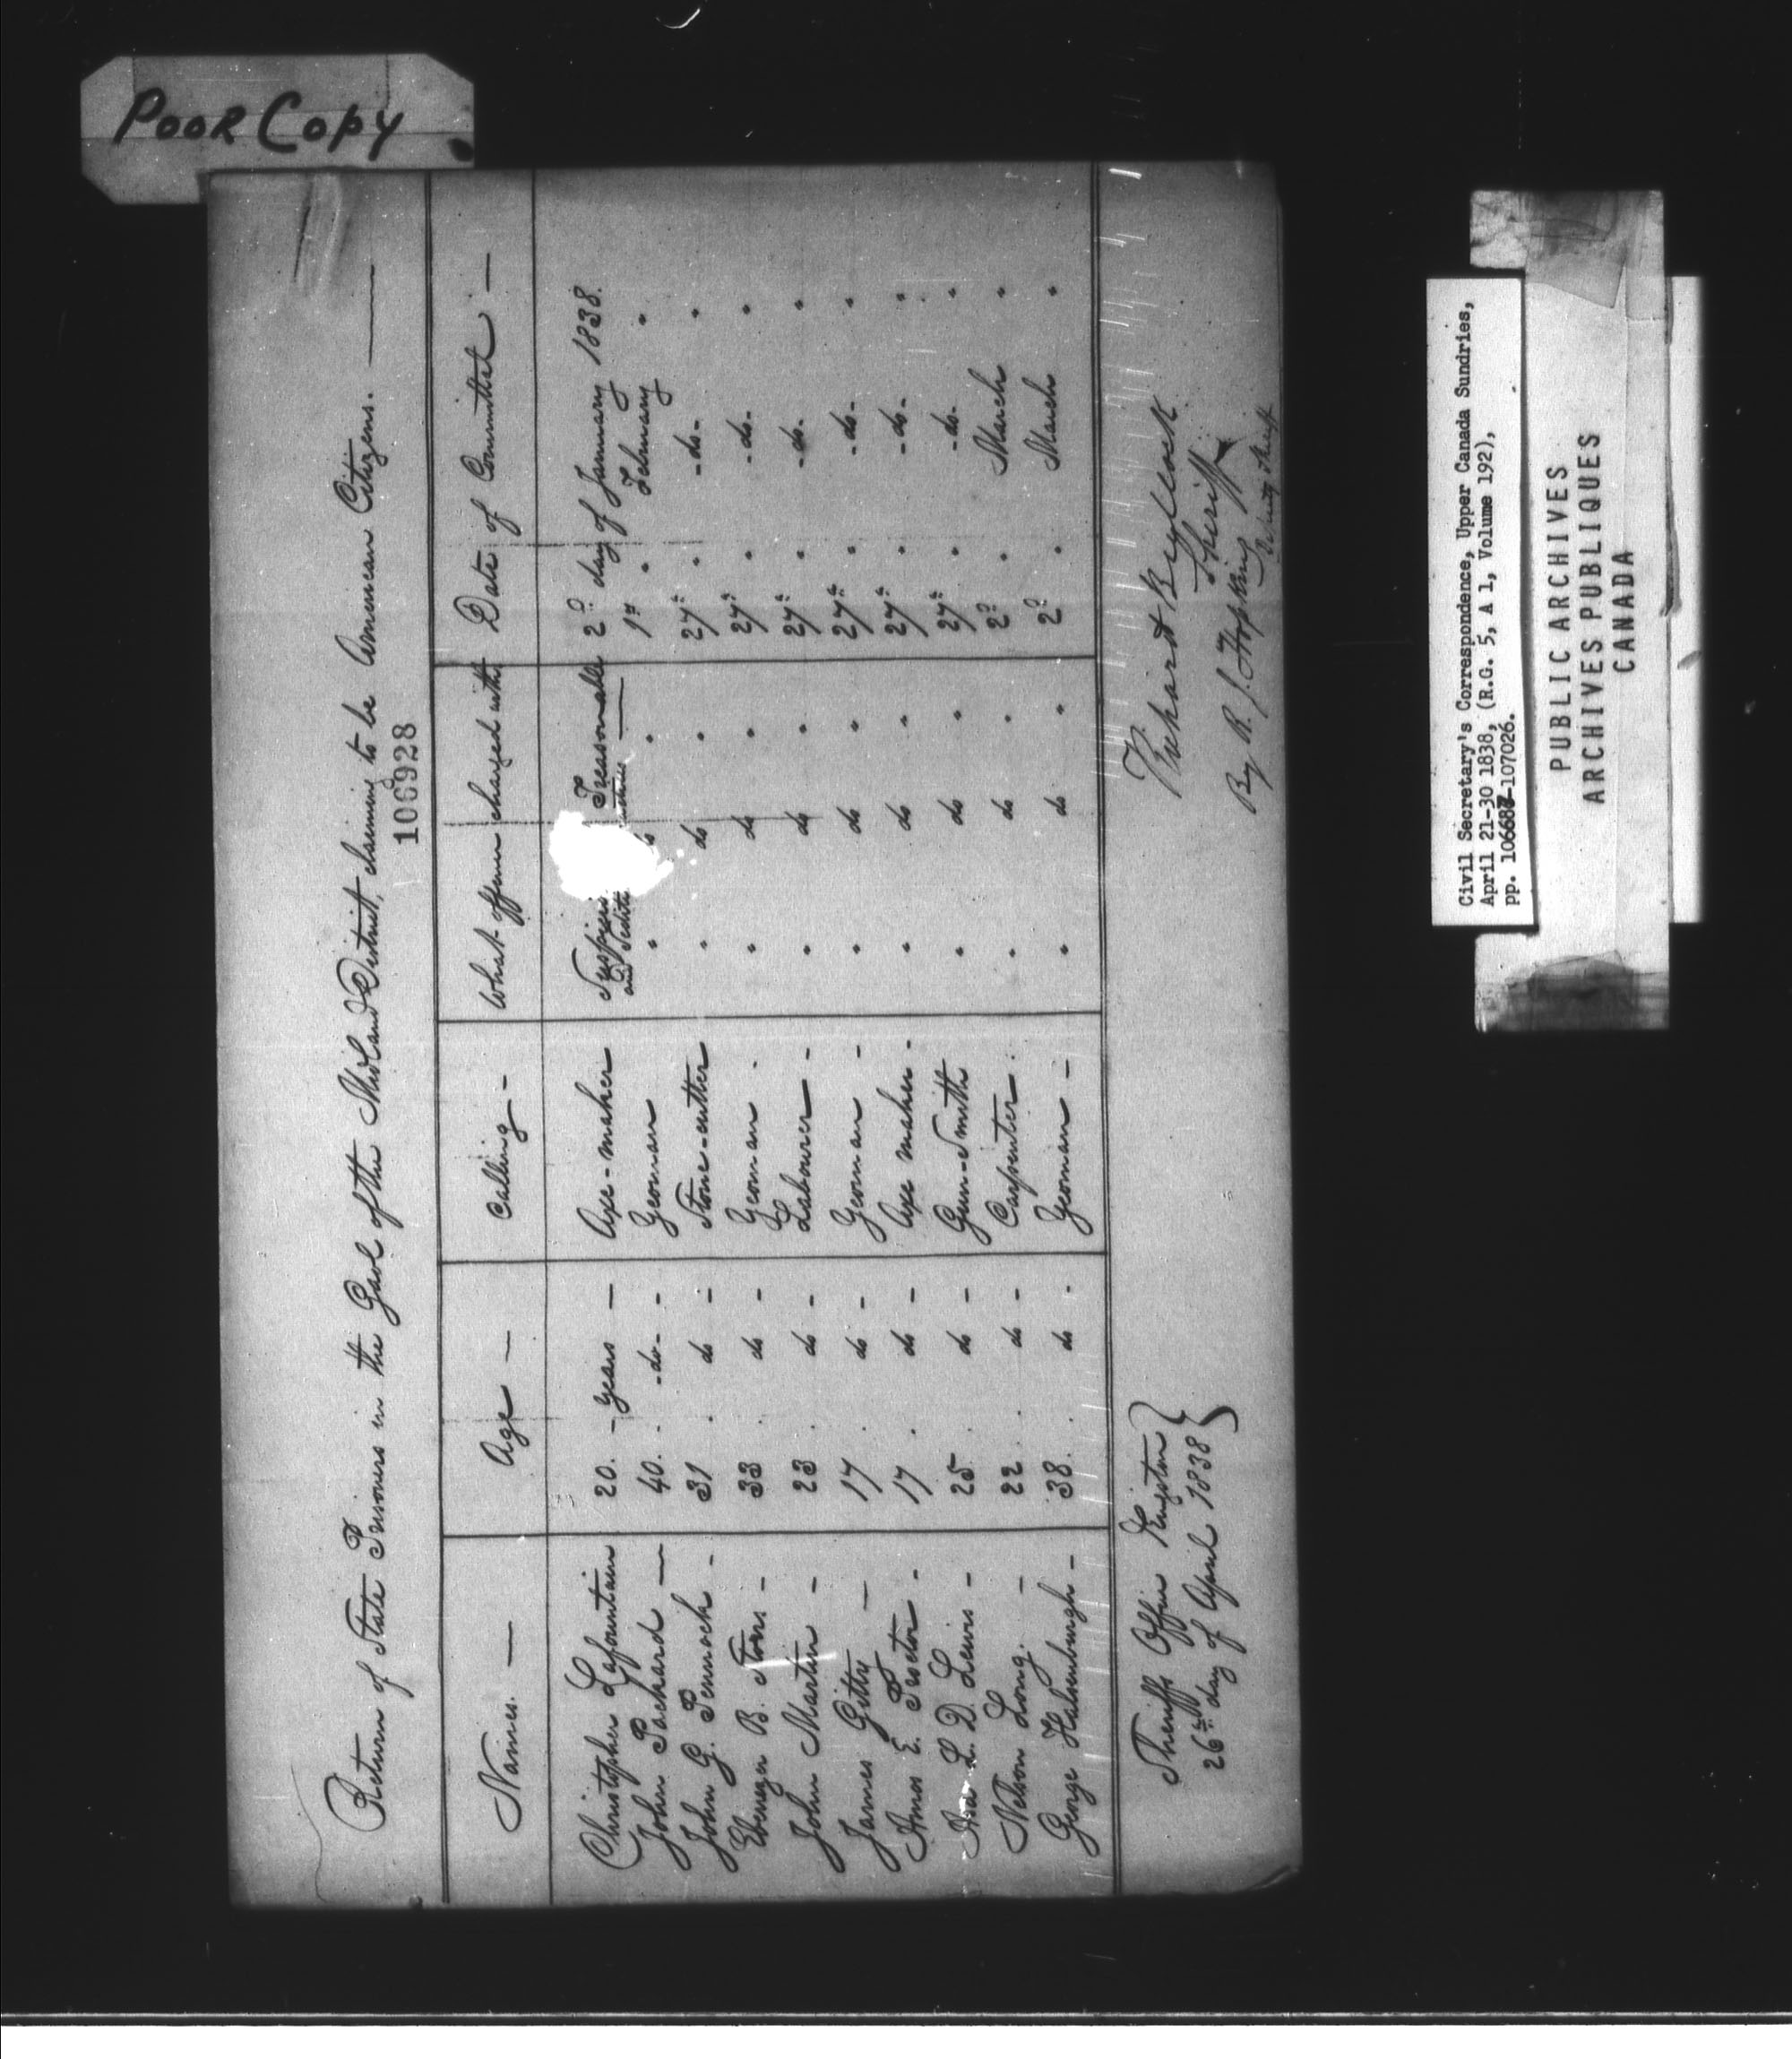 Poor Copy
Return of State Prisoners in the Gaol of the Midland District, claiming to be American Citizens. —
106928
Names. — Age — Calling - What offence charged with Date of Committal. —
Christopher Lafountain 20. - years — Axe-maker Treasonable 2d day of January 1838.
and
John Packard — 40. . -do- - Yeoman " do " 1st " February "
John G. Pennock - 31 . do - Stone-cutter " do " 27th " -do- "
Ebenezer B. - 33 . do - Yeoman . " do " 27th " -do- "
John Martin - 23 . do - Labourer - " do " 27th " -do- "
James Gitty — 17 . do - Yeoman - " do " 27th " -do- "
Amos E. Proctor - 17 . do - Axe maker - " do " 27th " -do- "
Asa L. D. Lewis - 25 do - Gun-Smith " do " 27th " -do- "
Nelson Long. - 22 . do - Carpenter . " do " 2d " March "
George Halsenburgh - 38. . do . Yeoman - " do " 2d " March "
Sheriffs Office Kingston
26th day of April 1838
Richard Bullock
Sheriff
By R. J. Hopkins
Deputy Sheriff
Civil Secretary's Correspondence, Upper Canada Sundries,
April 21-30 1838, (R.G. 5, A 1, Volume 192),
pp. 106687-107026.
PUBLIC ARCHIVES
ARCHIVES PUBLIQUES
CANADA